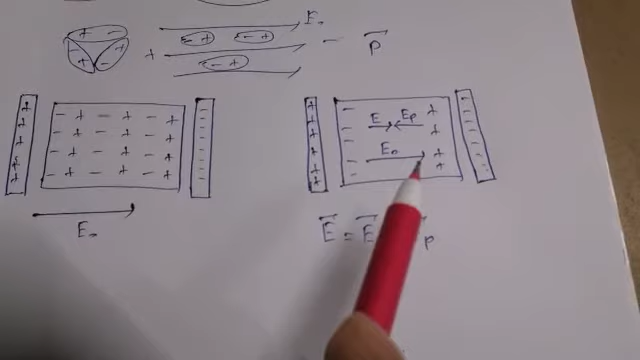 + - - + + - + - + - + E₀ - p⃗
+ - + - + - + - + + -
+ - + - + - + - + -
+ - + - + - + - + -
+ - + - + - + - + -
E Eₚ
E₀
E₀
E⃗ = E⃗ p